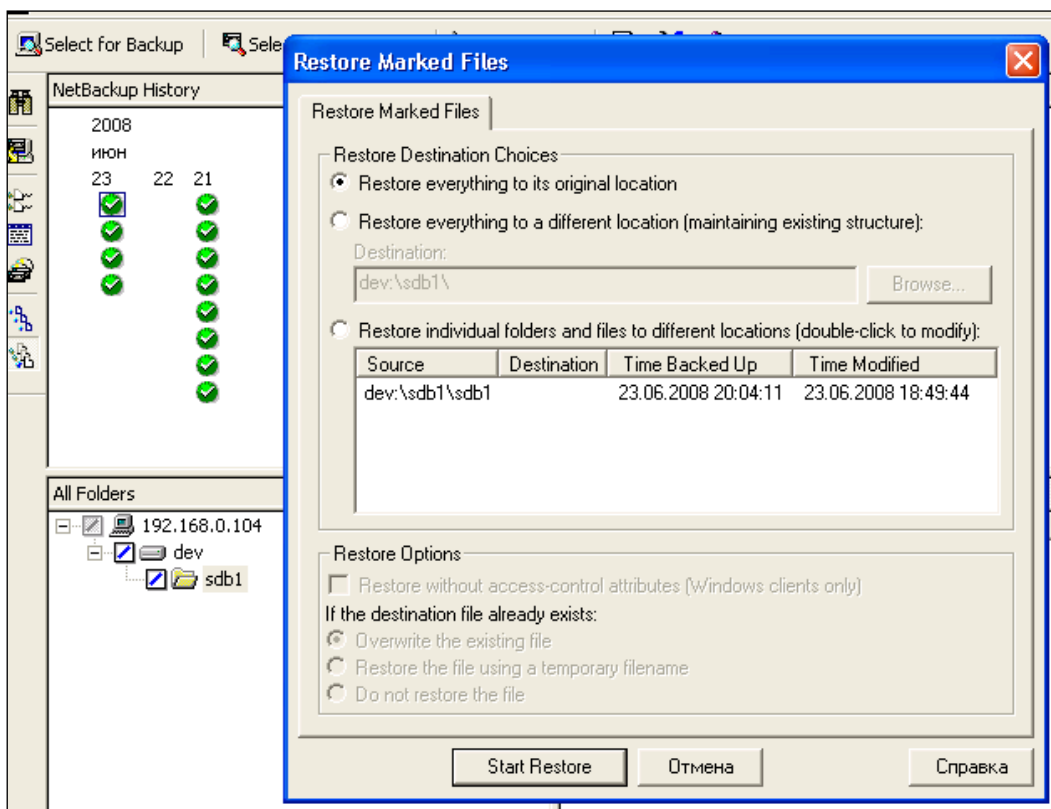 Select for Backup
Sele
NetBackup History
2008
июн
23 22 21
All Folders
192.168.0.104
dev
sdb1
Restore Marked Files
Restore Marked Files
Restore Destination Choices
Restore everything to its original location
Restore everything to a different location (maintaining existing structure):
Destination:
dev:\sdb1\
Browse...
Restore individual folders and files to different locations (double-click to modify):
Source Destination Time Backed Up Time Modified
dev:\sdb1\sdb1 23.06.2008 20:04:11 23.06.2008 18:49:44
Restore Options
Restore without access-control attributes (Windows clients only)
If the destination file already exists:
Overwrite the existing file
Restore the file using a temporary filename
Do not restore the file
Start Restore Отмена Справка